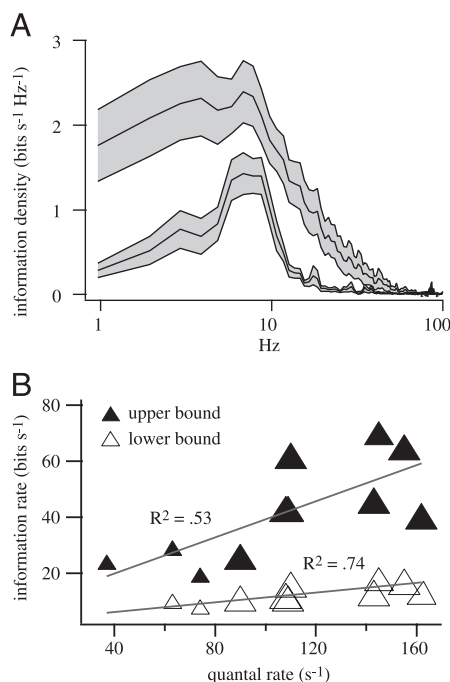 A
information density (bits s-1 Hz-1)
3
2
1
0
1
10
100
Hz
B
information rate (bits s-1)
80
60
40
20
▲ upper bound
△ lower bound
R2 = .53
R2 = .74
40
80
120
160
quantal rate (s-1)